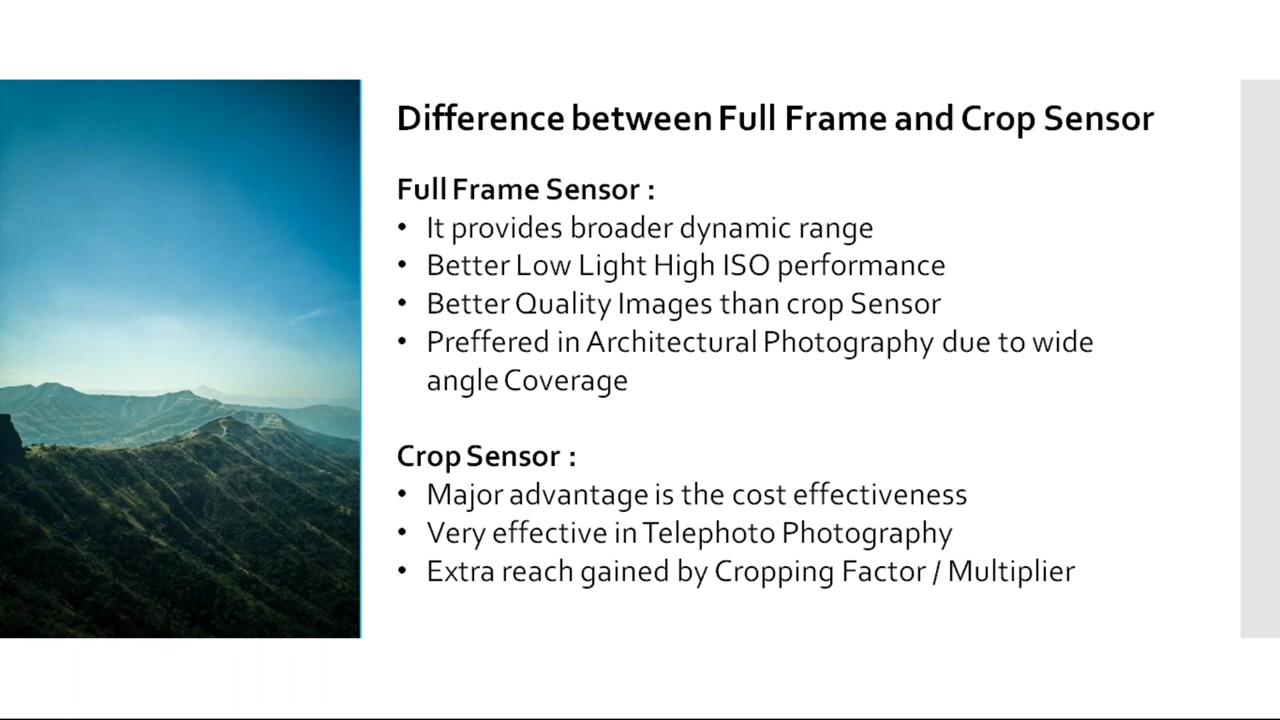 Difference between Full Frame and Crop Sensor
Full Frame Sensor :
• It provides broader dynamic range
• Better Low Light High ISO performance
• Better Quality Images than crop Sensor
• Preffered in Architectural Photography due to wide
angle Coverage
Crop Sensor :
• Major advantage is the cost effectiveness
• Very effective in Telephoto Photography
• Extra reach gained by Cropping Factor / Multiplier